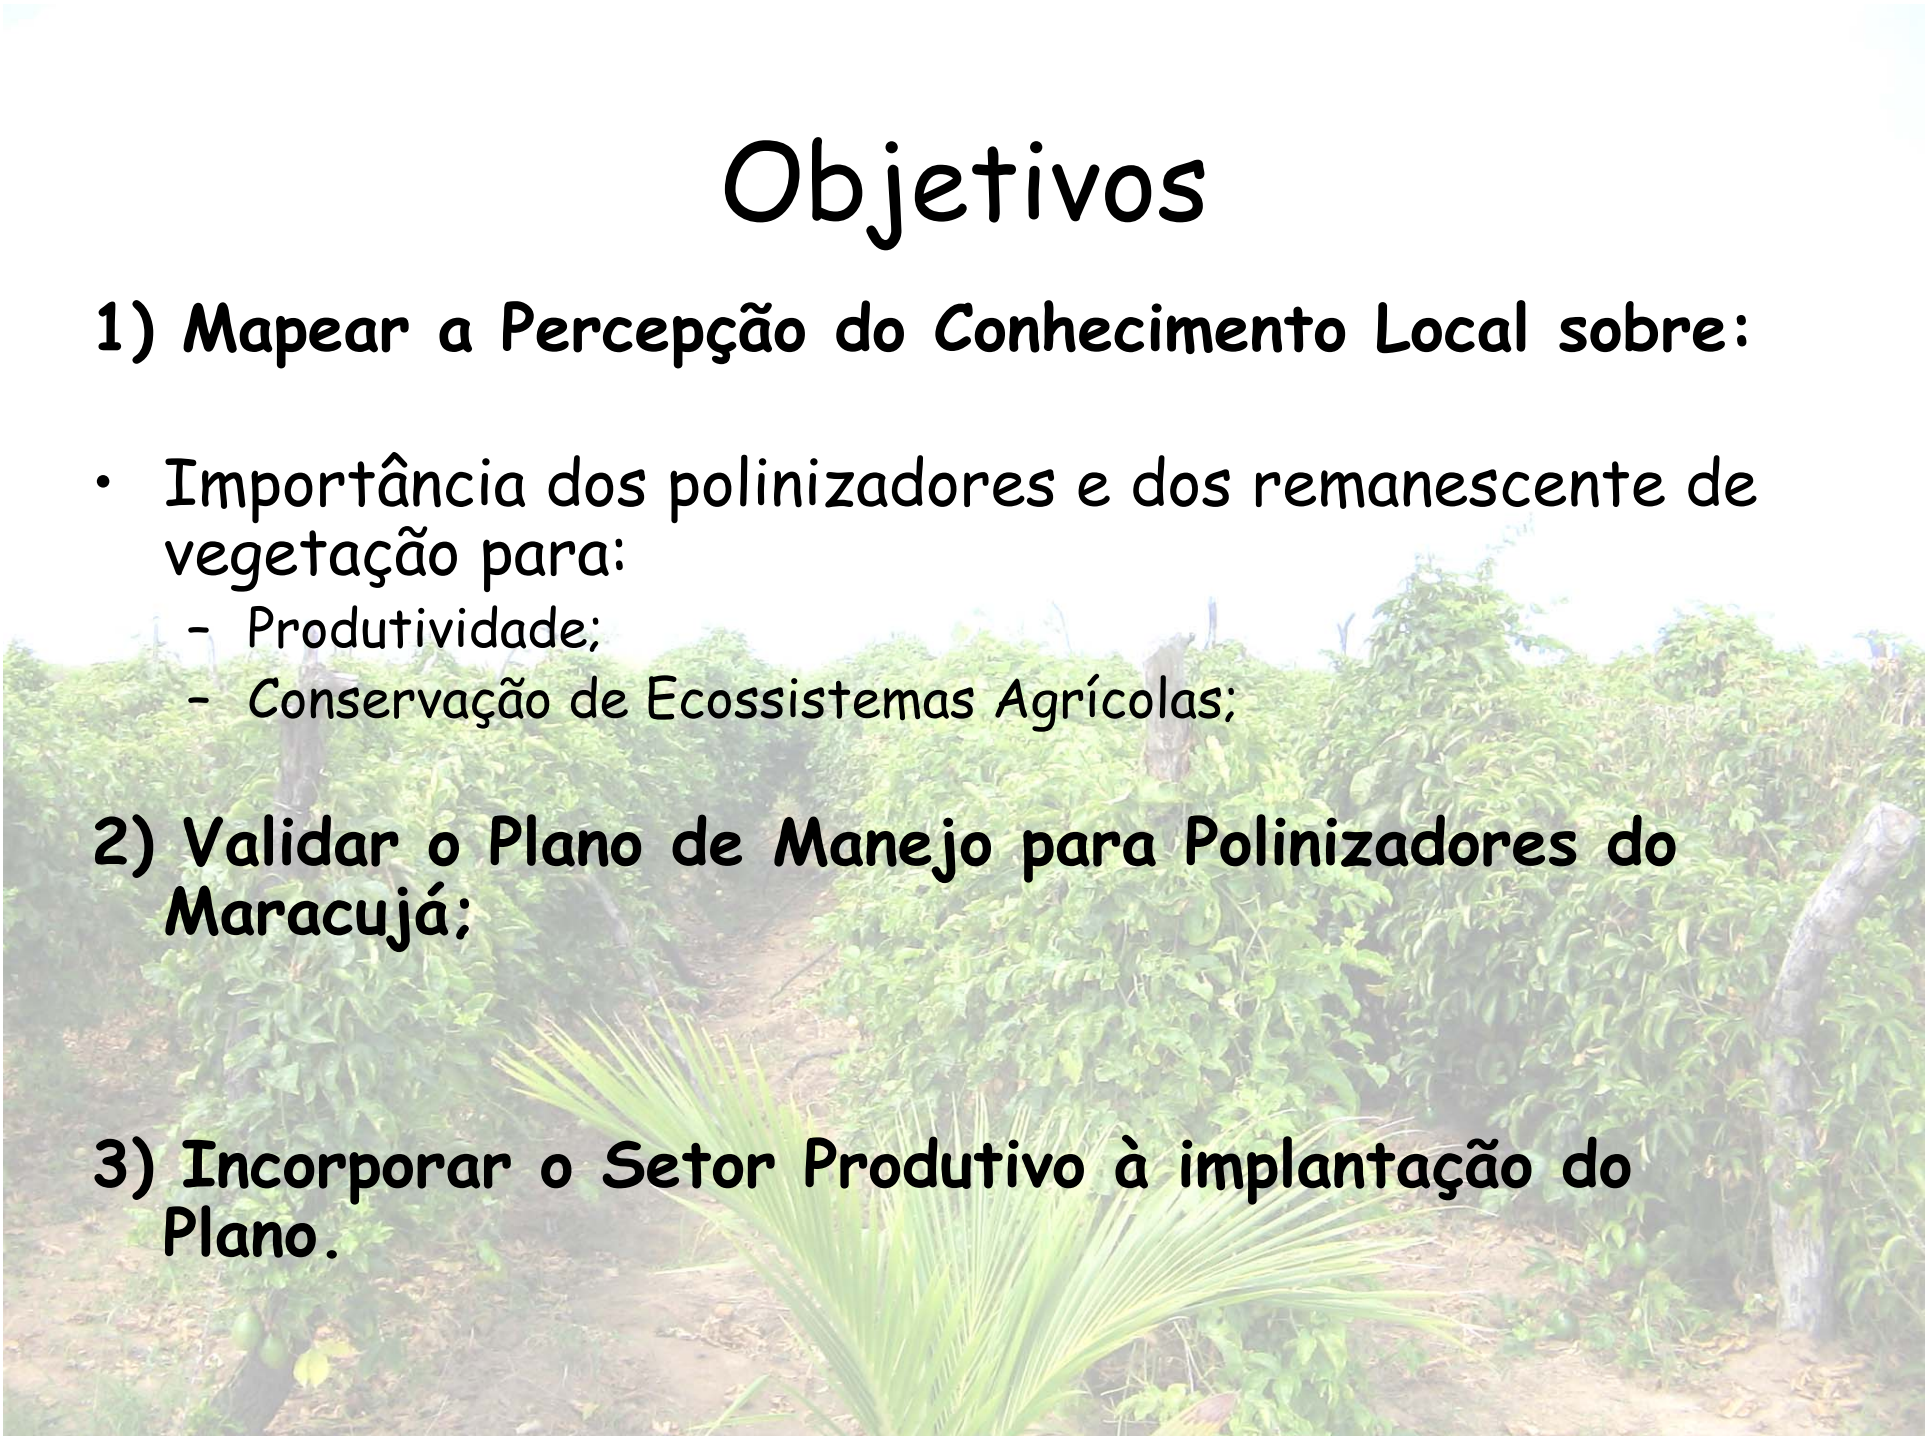 Objetivos
1) Mapear a Percepção do Conhecimento Local sobre:
• Importância dos polinizadores e dos remanescente de
vegetação para:
– Produtividade;
– Conservação de Ecossistemas Agrícolas;
2) Validar o Plano de Manejo para Polinizadores do
Maracujá;
3) Incorporar o Setor Produtivo à implantação do
Plano.